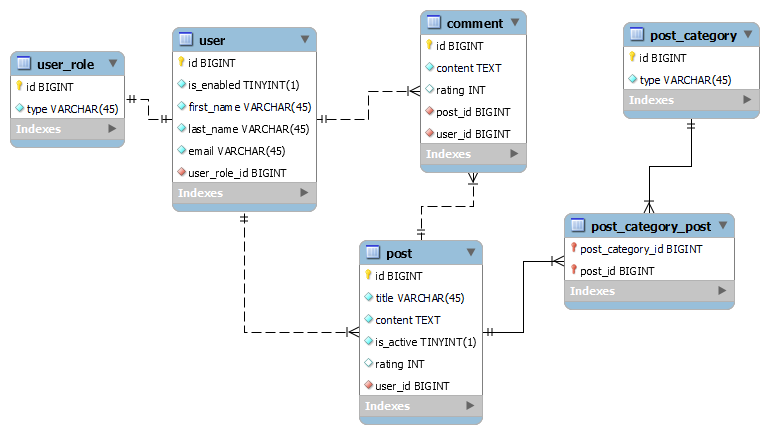 user_role
id BIGINT
type VARCHAR(45)
Indexes
user
id BIGINT
is_enabled TINYINT(1)
first_name VARCHAR(45)
last_name VARCHAR(45)
email VARCHAR(45)
user_role_id BIGINT
Indexes
comment
id BIGINT
content TEXT
rating INT
post_id BIGINT
user_id BIGINT
Indexes
post_category
id BIGINT
type VARCHAR(45)
Indexes
post
id BIGINT
title VARCHAR(45)
content TEXT
is_active TINYINT(1)
rating INT
user_id BIGINT
Indexes
post_category_post
post_category_id BIGINT
post_id BIGINT
Indexes